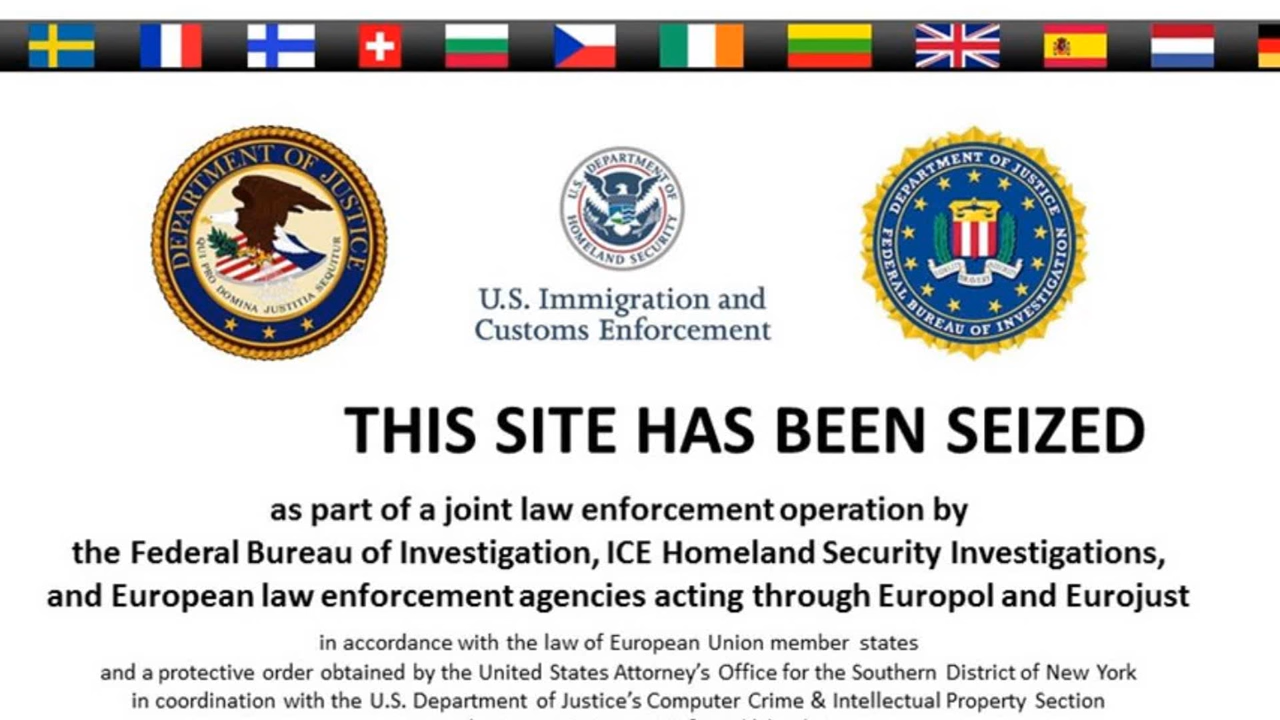 DEPARTMENT OF JUSTICE
QUI PRO DOMINA JUSTITIA SEQUITUR
U.S. DEPARTMENT OF
HOMELAND SECURITY
DEPARTMENT OF JUSTICE
FEDERAL BUREAU OF INVESTIGATION
U.S. Immigration and
Customs Enforcement
THIS SITE HAS BEEN SEIZED
as part of a joint law enforcement operation by
the Federal Bureau of Investigation, ICE Homeland Security Investigations,
and European law enforcement agencies acting through Europol and Eurojust
in accordance with the law of European Union member states
and a protective order obtained by the United States Attorney's Office for the Southern District of New York
in coordination with the U.S. Department of Justice's Computer Crime & Intellectual Property Section